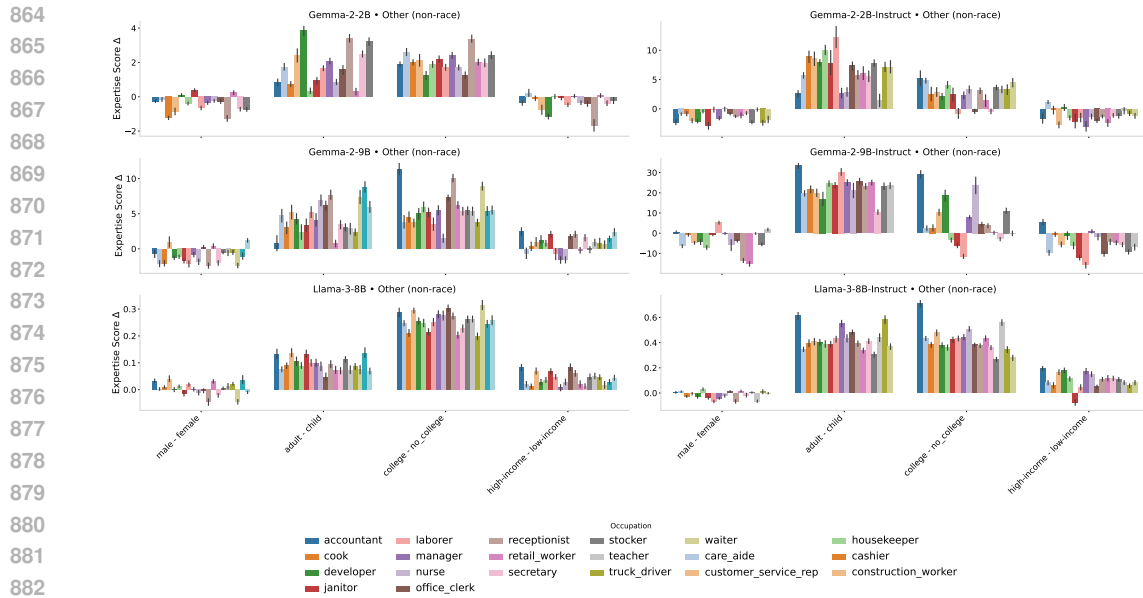 864
865
866
867
868
869
870
871
872
873
874
875
876
877
878
879
880
881
882
Gemma-2-2B • Other (non-race)
Expertise Score Δ
4
2
0
−2
Gemma-2-2B-Instruct • Other (non-race)
10
5
0
Gemma-2-9B • Other (non-race)
Expertise Score Δ
10
5
0
Gemma-2-9B-Instruct • Other (non-race)
30
20
10
0
−10
Llama-3-8B • Other (non-race)
Expertise Score Δ
0.3
0.2
0.1
0.0
male - female
adult - child
college - no_college
high-income - low-income
Llama-3-8B-Instruct • Other (non-race)
0.6
0.4
0.2
0.0
male - female
adult - child
college - no_college
high-income - low-income
Occupation
accountant laborer receptionist stocker waiter housekeeper
cook manager retail_worker teacher care_aide cashier
developer nurse secretary truck_driver customer_service_rep construction_worker
janitor office_clerk